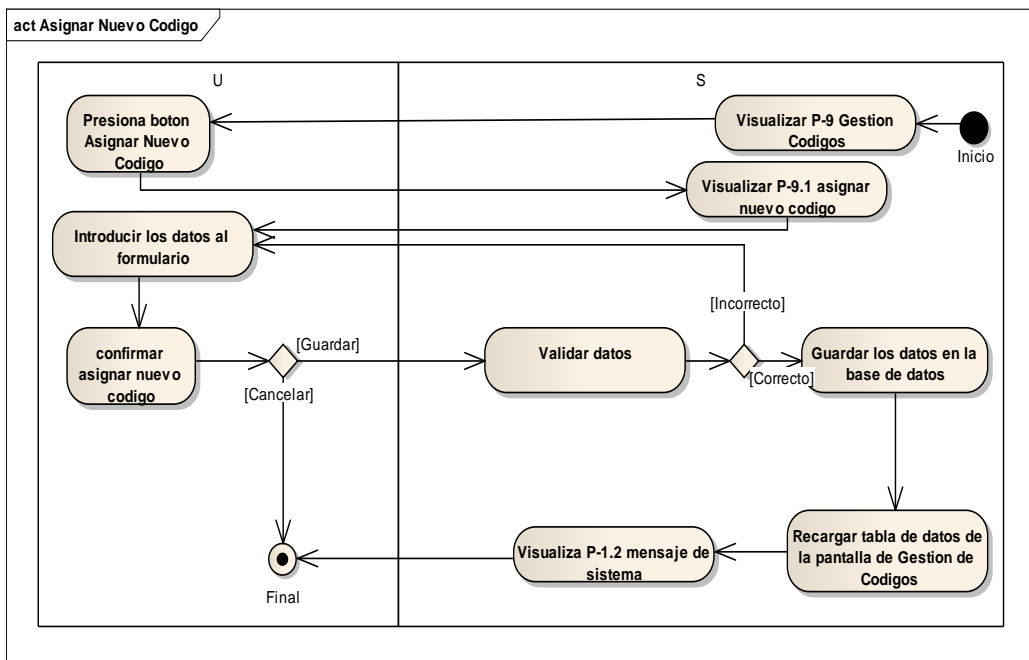 act Asignar Nuevo Codigo
U
S
Presiona boton
Asignar Nuevo
Codigo
Visualizar P-9 Gestion
Codigos
Inicio
Visualizar P-9.1 asignar
nuevo codigo
Introducir los datos al
formulario
[Incorrecto]
confirmar
asignar nuevo
codigo
[Guardar]
[Cancelar]
Validar datos
[Correcto]
Guardar los datos en la
base de datos
Recargar tabla de datos de
la pantalla de Gestion de
Codigos
Visualiza P-1.2 mensaje de
sistema
Final